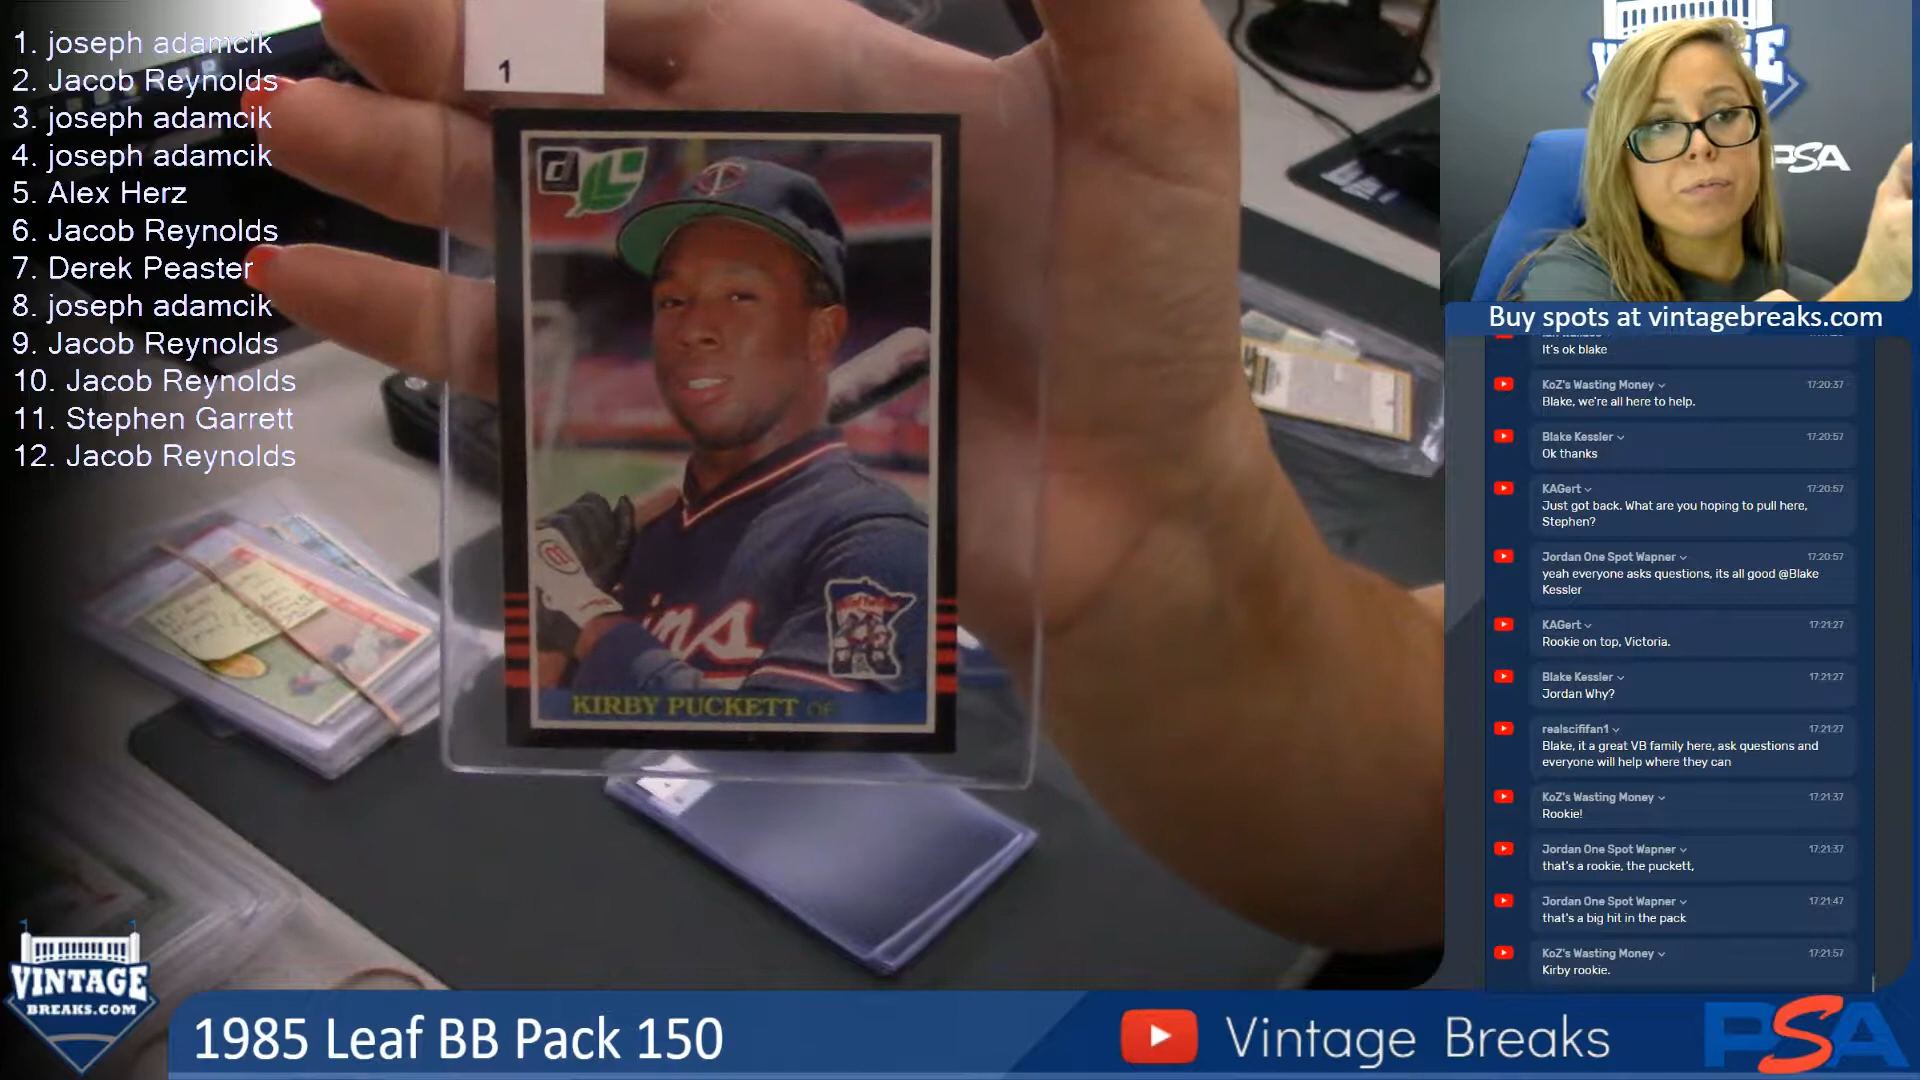 1. joseph adamcik
2. Jacob Reynolds
3. joseph adamcik
4. joseph adamcik
5. Alex Herz
6. Jacob Reynolds
7. Derek Peaster
8. joseph adamcik
9. Jacob Reynolds
10. Jacob Reynolds
11. Stephen Garrett
12. Jacob Reynolds
1
d
KIRBY PUCKETT OF
PSA
Buy spots at vintagebreaks.com
It's ok blake
KoZ's Wasting Money 17:20:37
Blake, we're all here to help.
Blake Kessler 17:20:57
Ok thanks
KAGert 17:20:57
Just got back. What are you hoping to pull here,
Stephen?
Jordan One Spot Wapner 17:20:57
yeah everyone asks questions, its all good @Blake
Kessler
KAGert 17:21:27
Rookie on top, Victoria.
Blake Kessler 17:21:27
Jordan Why?
realscififan1 17:21:27
Blake, it a great VB family here, ask questions and
everyone will help where they can
KoZ's Wasting Money 17:21:37
Rookie!
Jordan One Spot Wapner 17:21:37
that's a rookie, the puckett,
Jordan One Spot Wapner 17:21:47
that's a big hit in the pack
KoZ's Wasting Money 17:21:57
Kirby rookie.
VINTAGE
BREAKS.COM
1985 Leaf BB Pack 150
Vintage Breaks
PSA